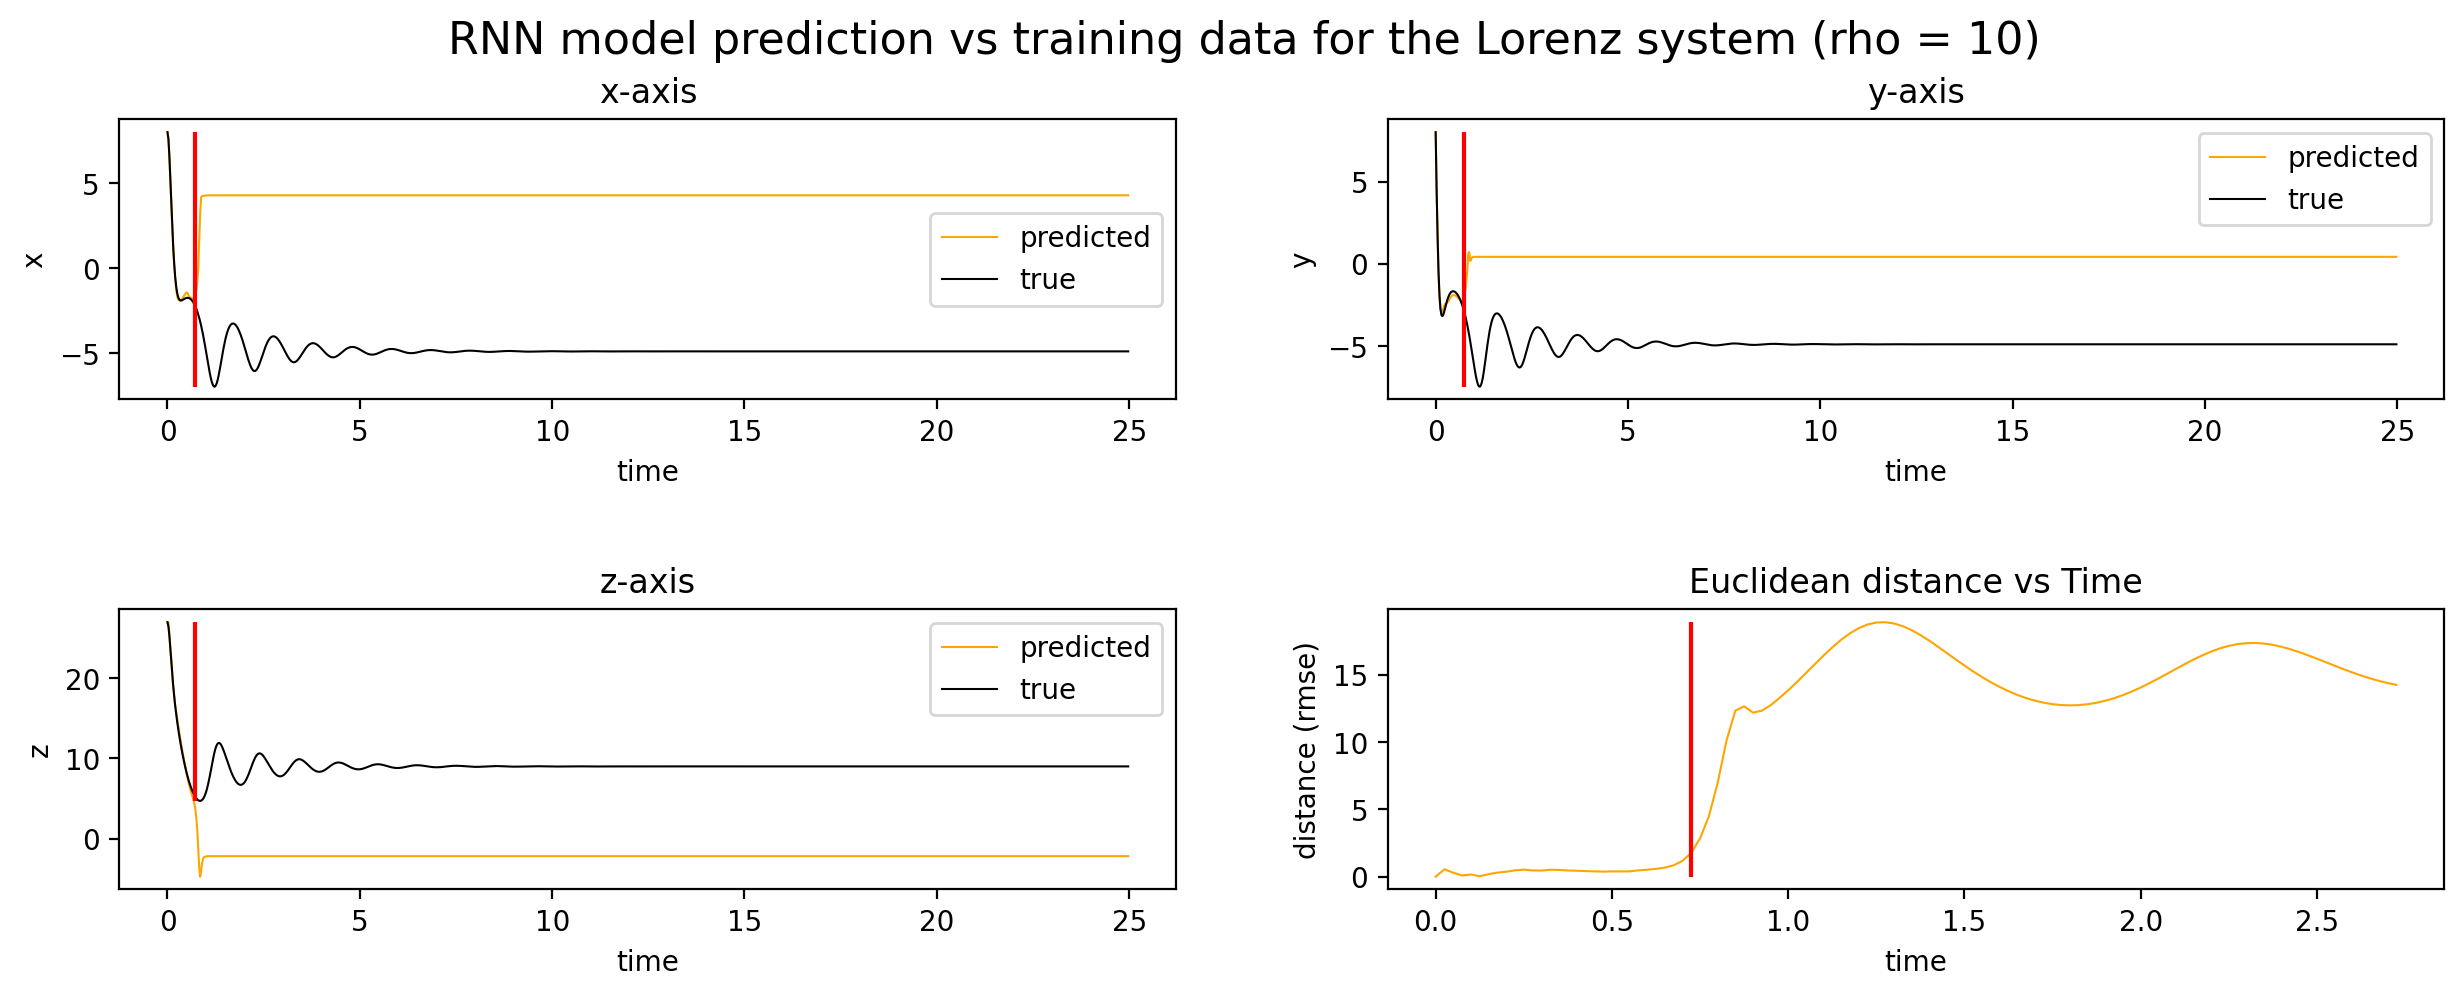 RNN model prediction vs training data for the Lorenz system (rho = 10)
x-axis
x
5
0
−5
predicted
true
0 5 10 15 20 25
time
y-axis
y
5
0
−5
predicted
true
0 5 10 15 20 25
time
z-axis
z
20
10
0
predicted
true
0 5 10 15 20 25
time
Euclidean distance vs Time
distance (rmse)
15
10
5
0
0.0 0.5 1.0 1.5 2.0 2.5
time